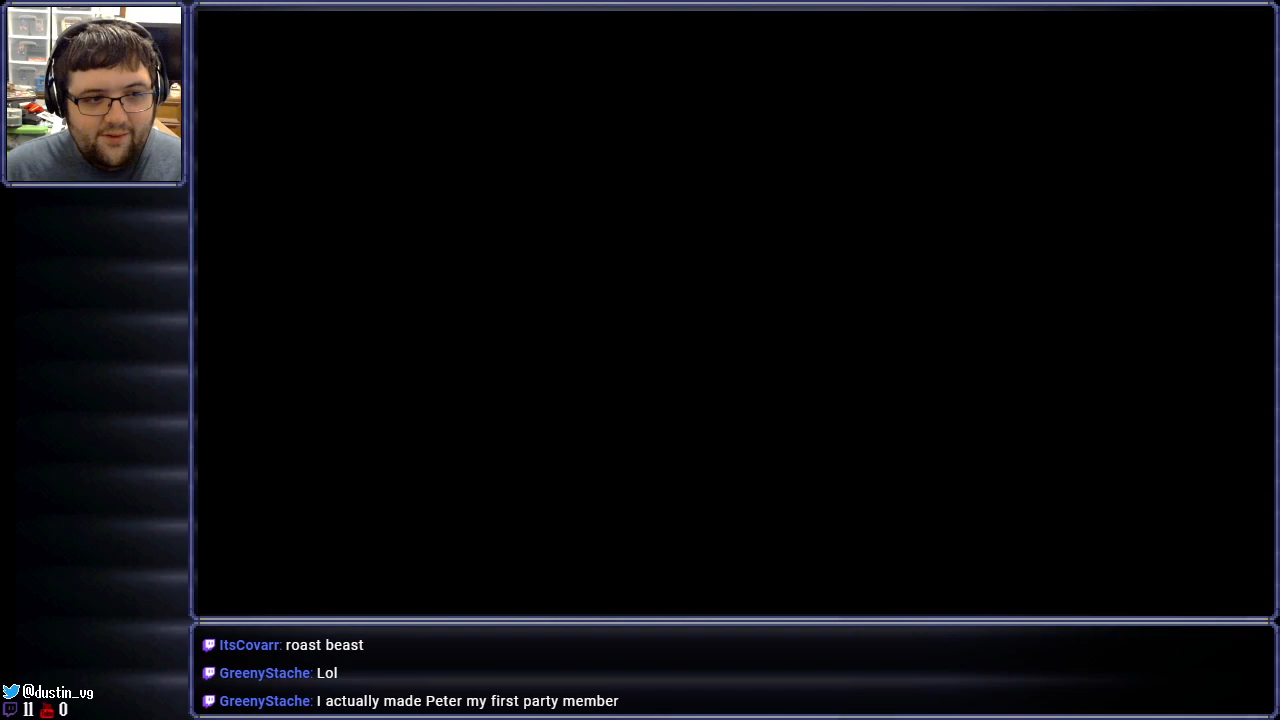 ItsCovarr: roast beast
GreenyStache: Lol
GreenyStache: I actually made Peter my first party member
@dustin_vg
11 0